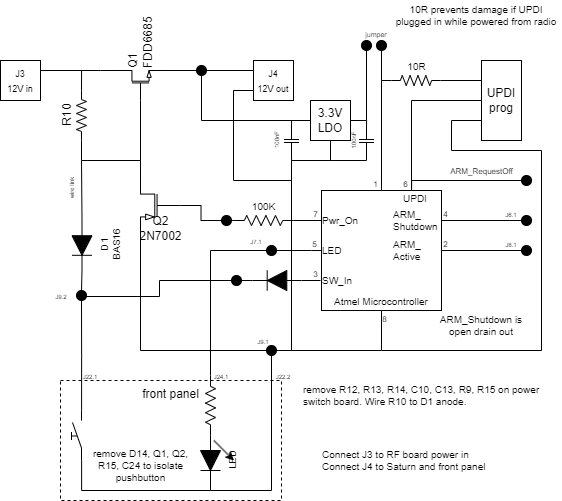 10R prevents damage if UPDI
plugged in while powered from radio
jumper
Q1
FDD6685
J3
12V in
J4
12V out
10R
UPDI
prog
R10
3.3V
LDO
100nF
100nF
ARM_RequestOff
wire link
1
6
UPDI
100K
7
Pwr_On
ARM_
Shutdown
4
J6.1
Q2
2N7002
D1
BAS16
J7.1
5
LED
ARM_
Active
2
J8.1
3
SW_In
J9.2
Atmel Microcontroller
8
ARM_Shutdown is
open drain out
J9.1
J22.1
J24.1
J22.2
front panel
remove R12, R13, R14, C10, C13, R9, R15 on power
switch board. Wire R10 to D1 anode.
remove D14, Q1, Q2,
R15, C24 to isolate
pushbutton
LED
Connect J3 to RF board power in
Connect J4 to Saturn and front panel